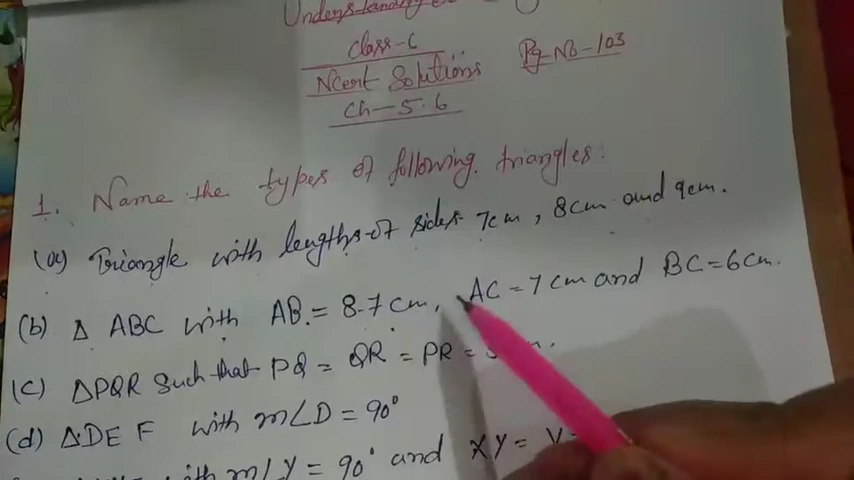 Understanding
Class-6
Ncert Solutions Pg No-103
Ch-5.6
1. Name the types of following triangles:
(a) Triangle with lengths of sides 7cm, 8cm and 9cm.
(b) Δ ABC with AB = 8.7 cm, AC = 7 cm and BC = 6 cm.
(c) ΔPQR such that PQ = QR = PR =
(d) ΔDEF with m∠D = 90°
with m∠Y = 90° and XY =